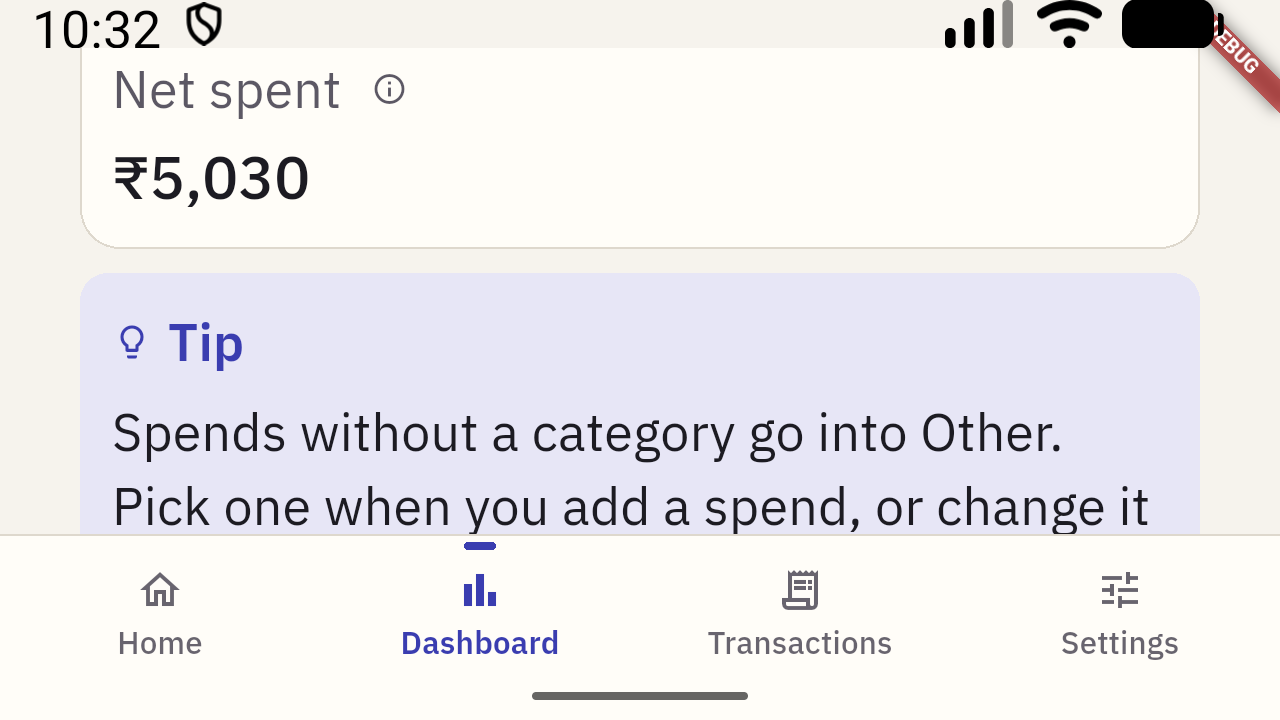 10:32
Net spent
₹5,030
Tip
Spends without a category go into Other.
Pick one when you add a spend, or change it
Home
Dashboard
Transactions
Settings